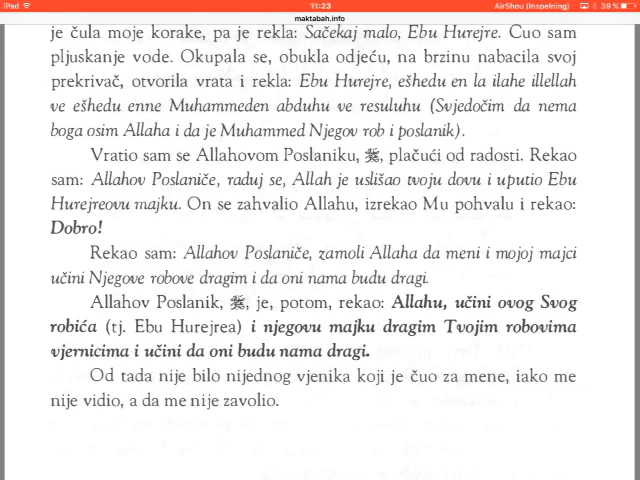 iPad 11:23 AirShou (Inspelning) 39 %
maktabah.info
je čula moje korake, pa je rekla: Sačekaj malo, Ebu Hurejre. Čuo sam
pljuskanje vode. Okupala se, obukla odjeću, na brzinu nabacila svoj
prekrivač, otvorila vrata i rekla: Ebu Hurejre, ešhedu en la ilahe illellah
ve ešhedu enne Muhammeden abduhu ve resuluhu (Svjedočim da nema
boga osim Allaha i da je Muhammed Njegov rob i poslanik).
Vratio sam se Allahovom Poslaniku, ﷺ, plačući od radosti. Rekao
sam: Allahov Poslaniče, raduj se, Allah je uslišao tvoju dovu i uputio Ebu
Hurejreovu majku. On se zahvalio Allahu, izrekao Mu pohvalu i rekao:
Dobro!
Rekao sam: Allahov Poslaniče, zamoli Allaha da meni i mojoj majci
učini Njegove robove dragim i da oni nama budu dragi.
Allahov Poslanik, ﷺ, je, potom, rekao: Allahu, učini ovog Svog
robića (tj. Ebu Hurejrea) i njegovu majku dragim Tvojim robovima
vjernicima i učini da oni budu nama dragi.
Od tada nije bilo nijednog vjenika koji je čuo za mene, iako me
nije vidio, a da me nije zavolio.